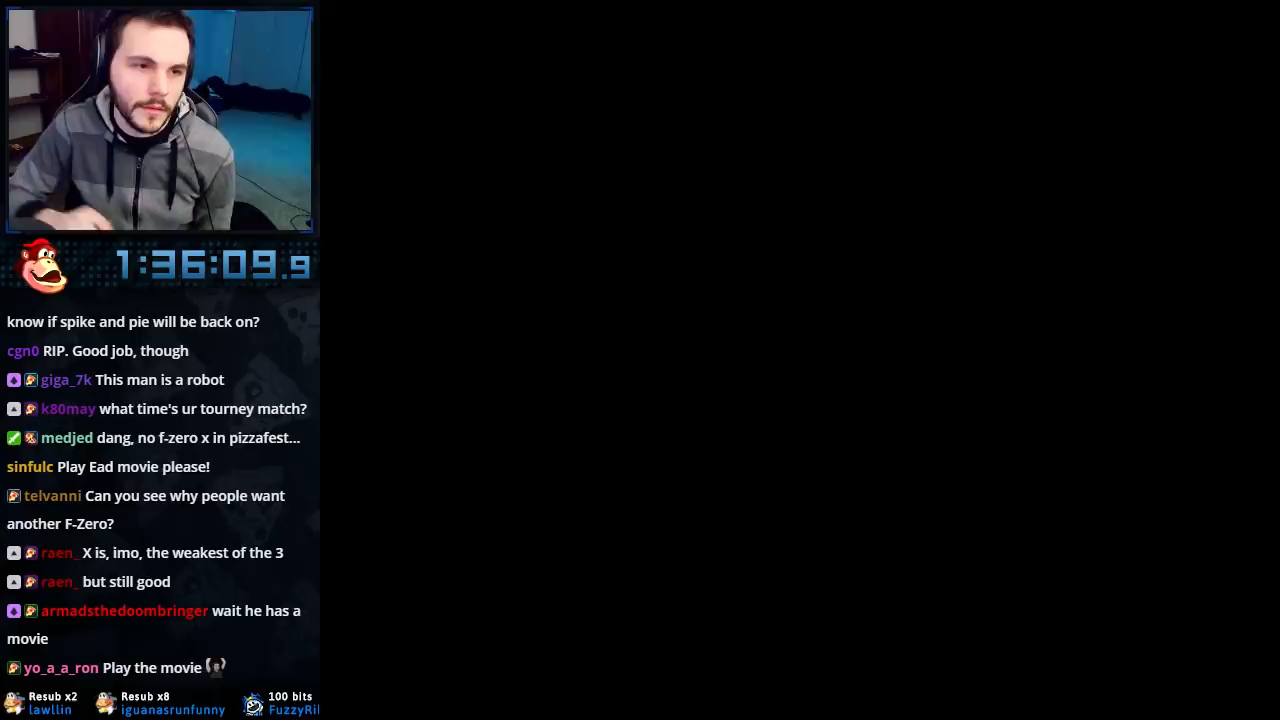 1:36:09.9
know if spike and pie will be back on?
cgn0 RIP. Good job, though
giga_7k This man is a robot
k80may what time's ur tourney match?
medjed dang, no f-zero x in pizzafest...
sinfulc Play Ead movie please!
telvanni Can you see why people want
another F-Zero?
raen_ X is, imo, the weakest of the 3
raen_ but still good
armadsthedoombringer wait he has a
movie
yo_a_a_ron Play the movie
Resub x2 Resub x8 100 bits
lawllin iguanasrunfunny FuzzyRil